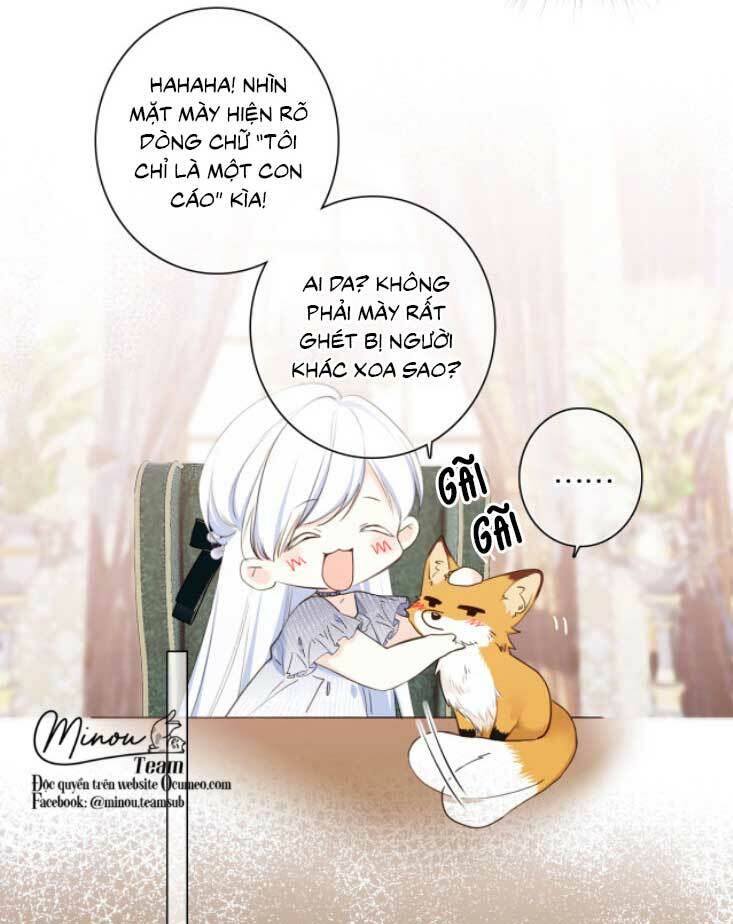 HAHAHA! NHÌN
MẶT MÀY HIỆN RÕ
DÒNG CHỮ "TÔI
CHỈ LÀ MỘT CON
CÁO" KÌA!
AI DA? KHÔNG
PHẢI MÀY RẤT
GHÉT BỊ NGƯỜI
KHÁC XOA SAO?
GÃI
GÃI
.......
Minou
Team
Độc quyền trên website Ocumeo.com
Facebook: @minou.teamsub